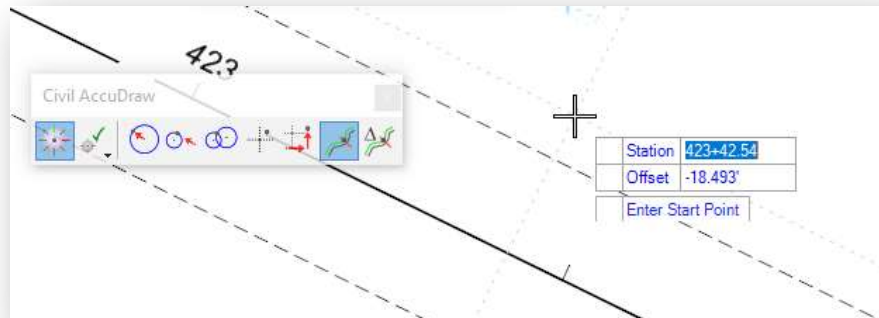 423
Civil AccuDraw
Station 423+42.54
Offset -18.493'
Enter Start Point